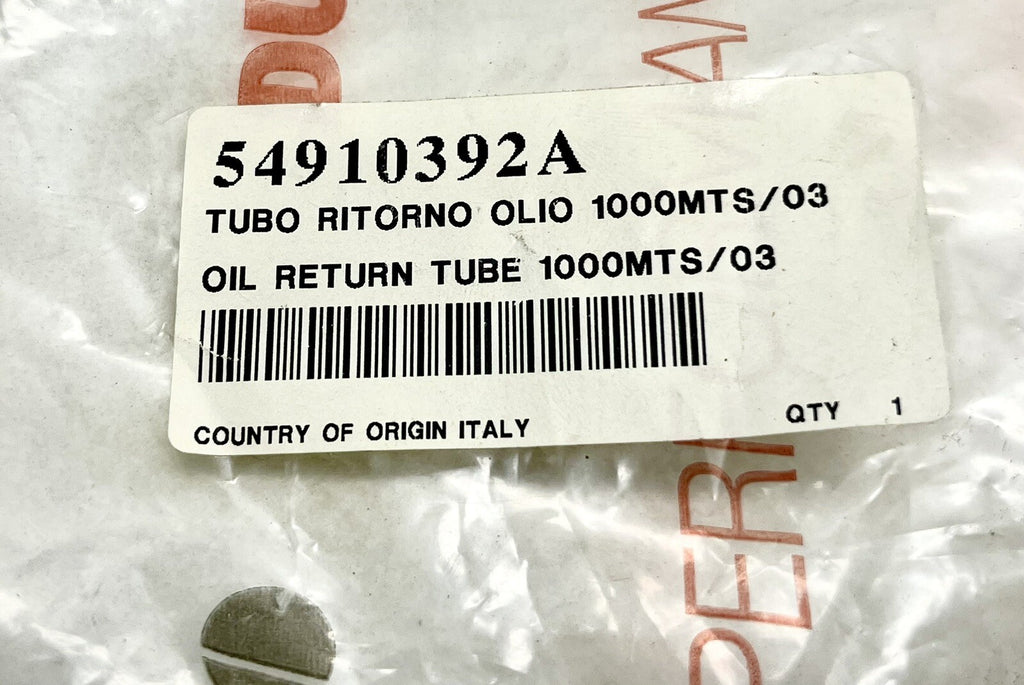 54910392A
TUBO RITORNO OLIO 1000MTS/03
OIL RETURN TUBE 1000MTS/03
COUNTRY OF ORIGIN ITALY
QTY 1